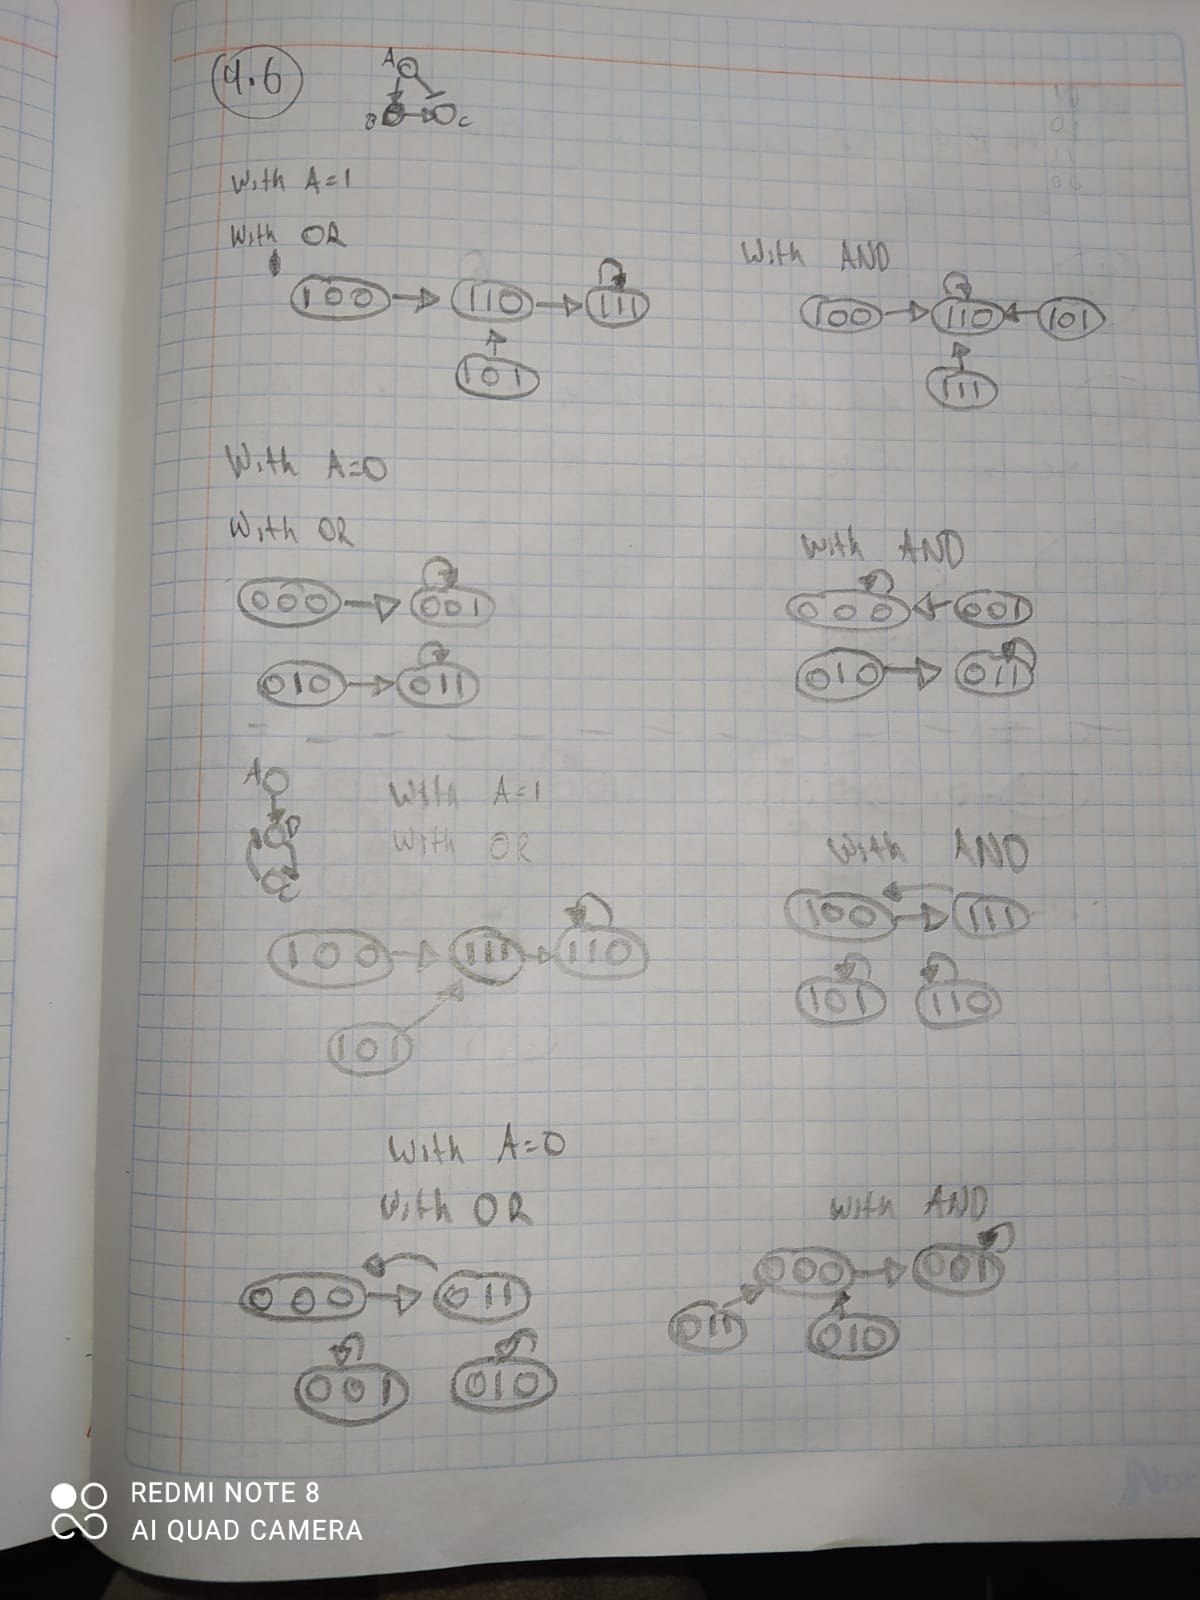 4.6
A
B C
With A=1
With OR
With AND
100 110 111
101
100 110 101
111
With A=0
With OR
With AND
000 001
010 011
000 001
010 011
A
B
C
With A=1
With OR
With AND
100 111 110
101
100 111
101 110
With A=0
With OR
With AND
000 011
001 010
000 001
011 010
REDMI NOTE 8
AI QUAD CAMERA